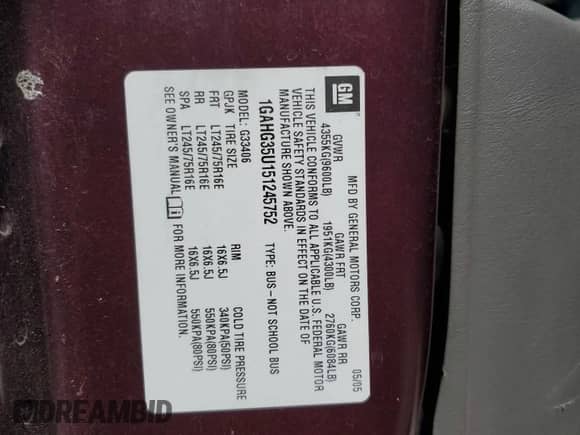 GM
MFD BY GENERAL MOTORS CORP. 05/05
GVWR GAWR FRT GAWR RR
4355KG(9600LB) 1951KG(4300LB) 2760KG(6084LB)
THIS VEHICLE CONFORMS TO ALL APPLICABLE U.S. FEDERAL MOTOR
VEHICLE SAFETY STANDARDS IN EFFECT ON THE DATE OF
MANUFACTURE SHOWN ABOVE.
1GAHG35U151245752 TYPE: BUS-NOT SCHOOL BUS
MODEL: G33406
GPJK TIRE SIZE RIM COLD TIRE PRESSURE
FRT LT245/75R16E 16X6.5J 340KPA(50PSI)
RR LT245/75R16E 16X6.5J 550KPA(80PSI)
SPA LT245/75R16E 16X6.5J 550KPA(80PSI)
SEE OWNER'S MANUAL FOR MORE INFORMATION.
DREAMBID